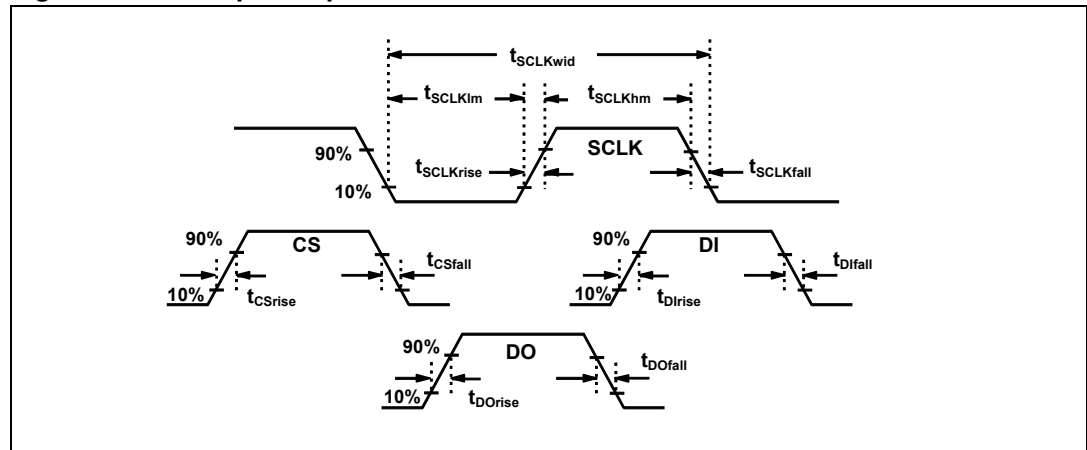 tSCLKwid
tSCLKlm
tSCLKhm
90%
SCLK
tSCLKrise
tSCLKfall
10%
90%
CS
tCSfall
10%
tCSrise
90%
DI
tDIfall
10%
tDIrise
90%
DO
tDOfall
10%
tDOrise